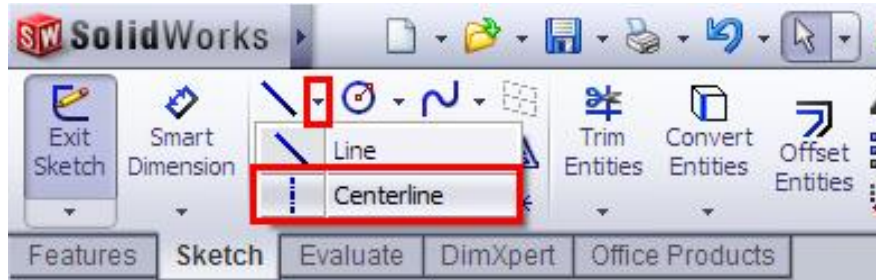 SW SolidWorks
Exit Sketch
Smart Dimension
Line
Centerline
Trim Entities
Convert Entities
Offset Entities
Features Sketch Evaluate DimXpert Office Products